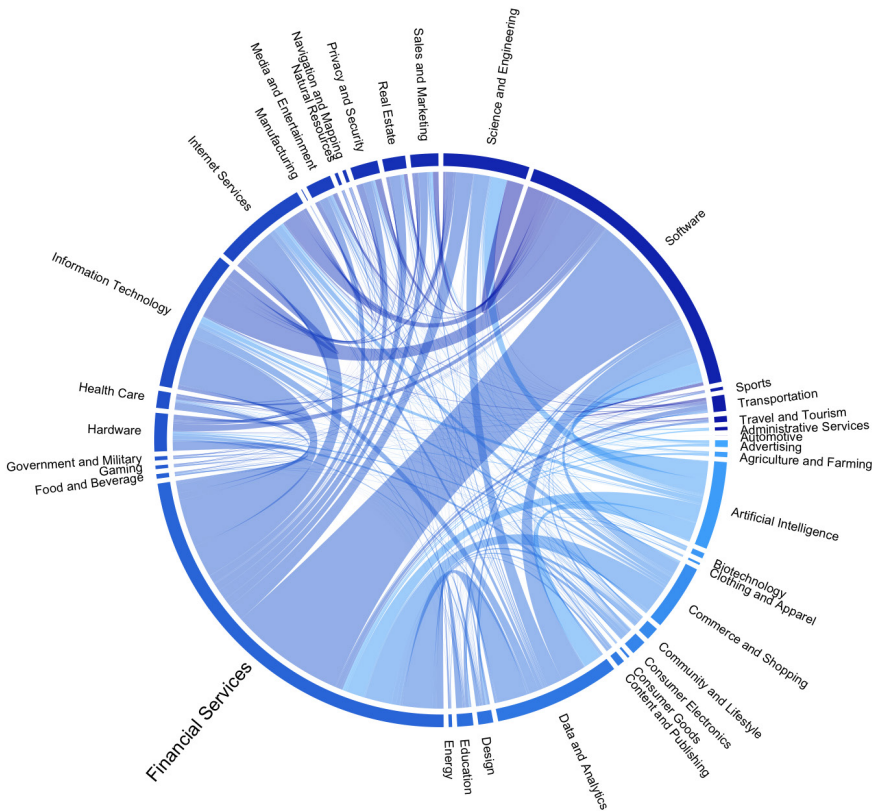 Sales and Marketing
Science and Engineering
Software
Sports
Transportation
Travel and Tourism
Administrative Services
Automotive
Advertising
Agriculture and Farming
Artificial Intelligence
Biotechnology
Clothing and Apparel
Commerce and Shopping
Community and Lifestyle
Consumer Electronics
Consumer Goods
Content and Publishing
Data and Analytics
Design
Education
Energy
Financial Services
Food and Beverage
Gaming
Government and Military
Hardware
Health Care
Information Technology
Internet Services
Manufacturing
Media and Entertainment
Natural Resources
Navigation and Mapping
Privacy and Security
Real Estate